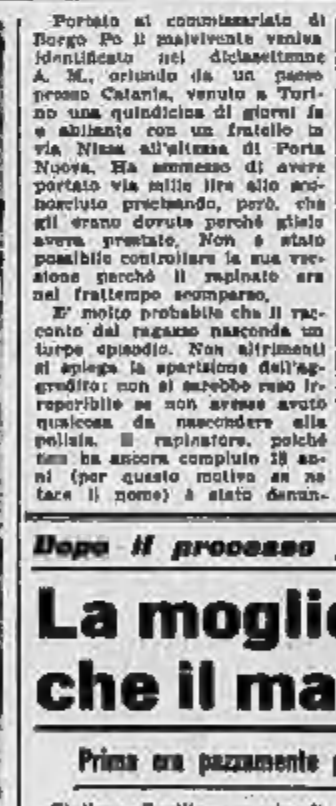 Portato al commissariato di
Borgo Po il malvivente veniva
identificato nel diciassettenne
A. M., oriundo da un paese
presso Catania, venuto a Tori-
no una quindicina di giorni fa
e abitante con un fratello in
via Nizza all'altezza di Porta
Nuova. Ha ammesso di avere
portato via mille lire allo sco-
nosciuto precisando, però, che
gli erano dovute perché glielo
aveva prestate. Non è stato
possibile controllare la sua ver-
sione perché il rapinato era
nel frattempo scomparso.
E' molto probabile che il rac-
conto del ragazzo nasconda un
turpe episodio. Non altrimenti
si spiega la sparizione dell'ag-
gredito: non si sarebbe reso ir-
reperibile se non avesse avuto
qualcosa da nascondere alla
polizia. Il rapinatore, poiché
non ha ancora compiuto 18 an-
ni (per questo motivo se ne
tace il nome) è stato denun-
Dopo il processo
La moglie
che il ma
Prima era pazzamente